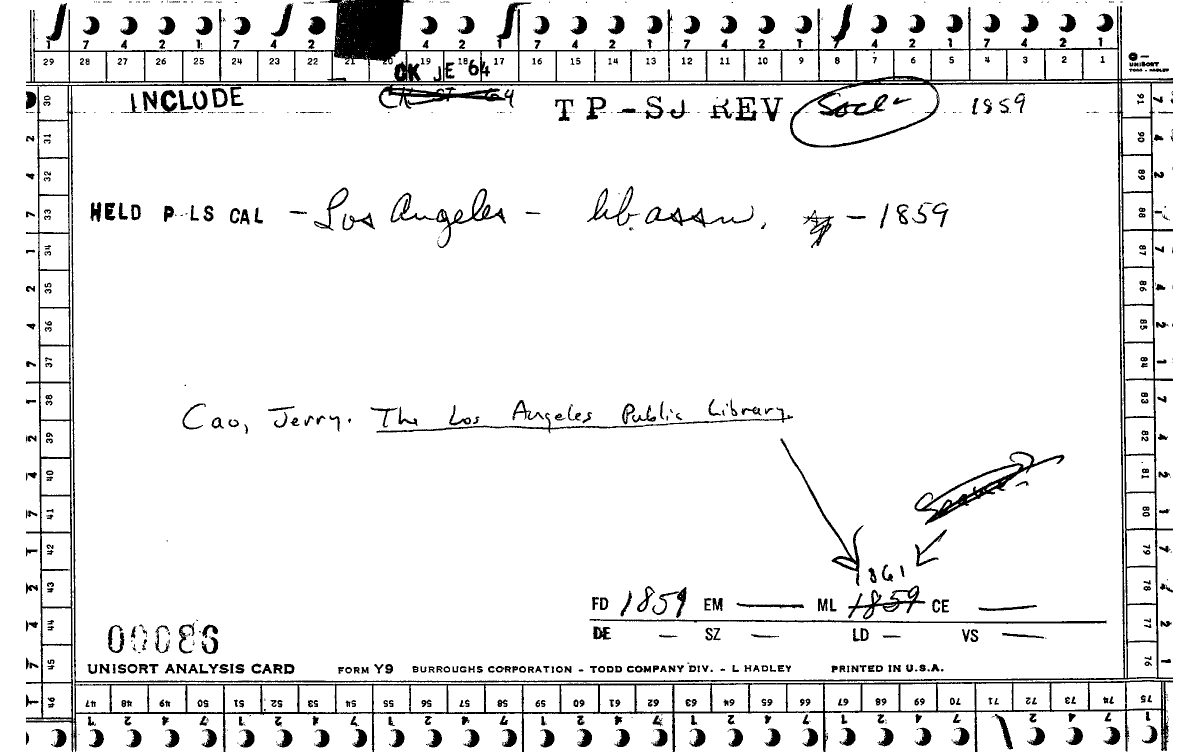 7 4 2 1 7 4 2 4 2 1 7 4 2 1 7 4 2 1 7 4 2 1 7 4 2 1
29 28 27 26 25 24 23 22 21 20 19 18 17 16 15 14 13 12 11 10 9 8 7 6 5 4 3 2 1
UNISORT
TODD - HADLEY
CK JE 64
INCLUDE
TP-SJ REV 1859
HELD P LS CAL - Los Angeles - lib. assn. - 1859
Cao, Jerry. The Los Angeles Public Library.
1861
FD 1859 EM — ML 1859 CE —
DE — SZ — LD — VS —
00086
UNISORT ANALYSIS CARD FORM Y9 BURROUGHS CORPORATION - TODD COMPANY DIV. - L HADLEY PRINTED IN U.S.A.
30 31 32 33 34 35 36 37 38 39 40 41 42 43 44 45 46
47 48 49 50 51 52 53 54 55 56 57 58 59 60 61 62 63 64 65 66 67 68 69 70 71 72 73 74 75
91 90 89 88 87 86 85 84 83 82 81 80 79 78 77 76